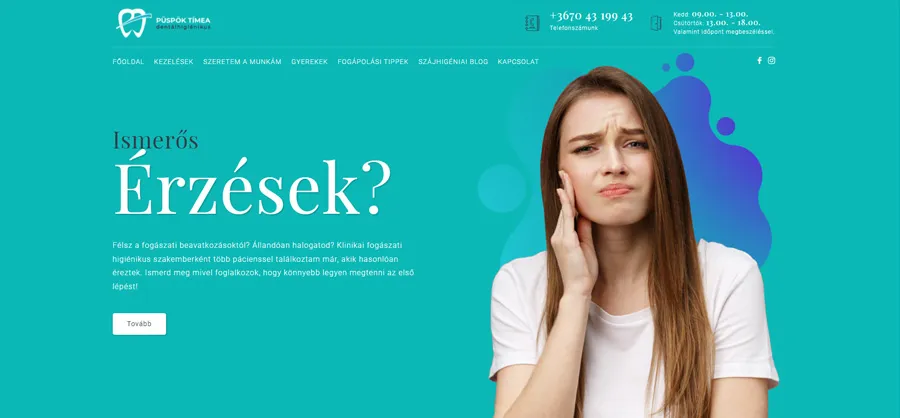 PÜSPÖK TÍMEA
dentálhigiénikus
+3670 43 199 43
Telefonszámunk
Kedd: 09.00. - 13.00.
Csütörtök: 13.00. - 18.00.
Valamint időpont megbeszéléssel.
FŐOLDAL KEZELÉSEK SZERETEM A MUNKÁM GYEREKEK FOGÁPOLÁSI TIPPEK SZÁJHIGÉNIAI BLOG KAPCSOLAT
Ismerős
Érzések?
Félsz a fogászati beavatkozásoktól? Állandóan halogatod? Klinikai fogászati
higiénikus szakemberként több pácienssel találkoztam már, akik hasonlóan
éreztek. Ismerd meg mivel foglalkozok, hogy könnyebb legyen megtenni az első
lépést!
Tovább